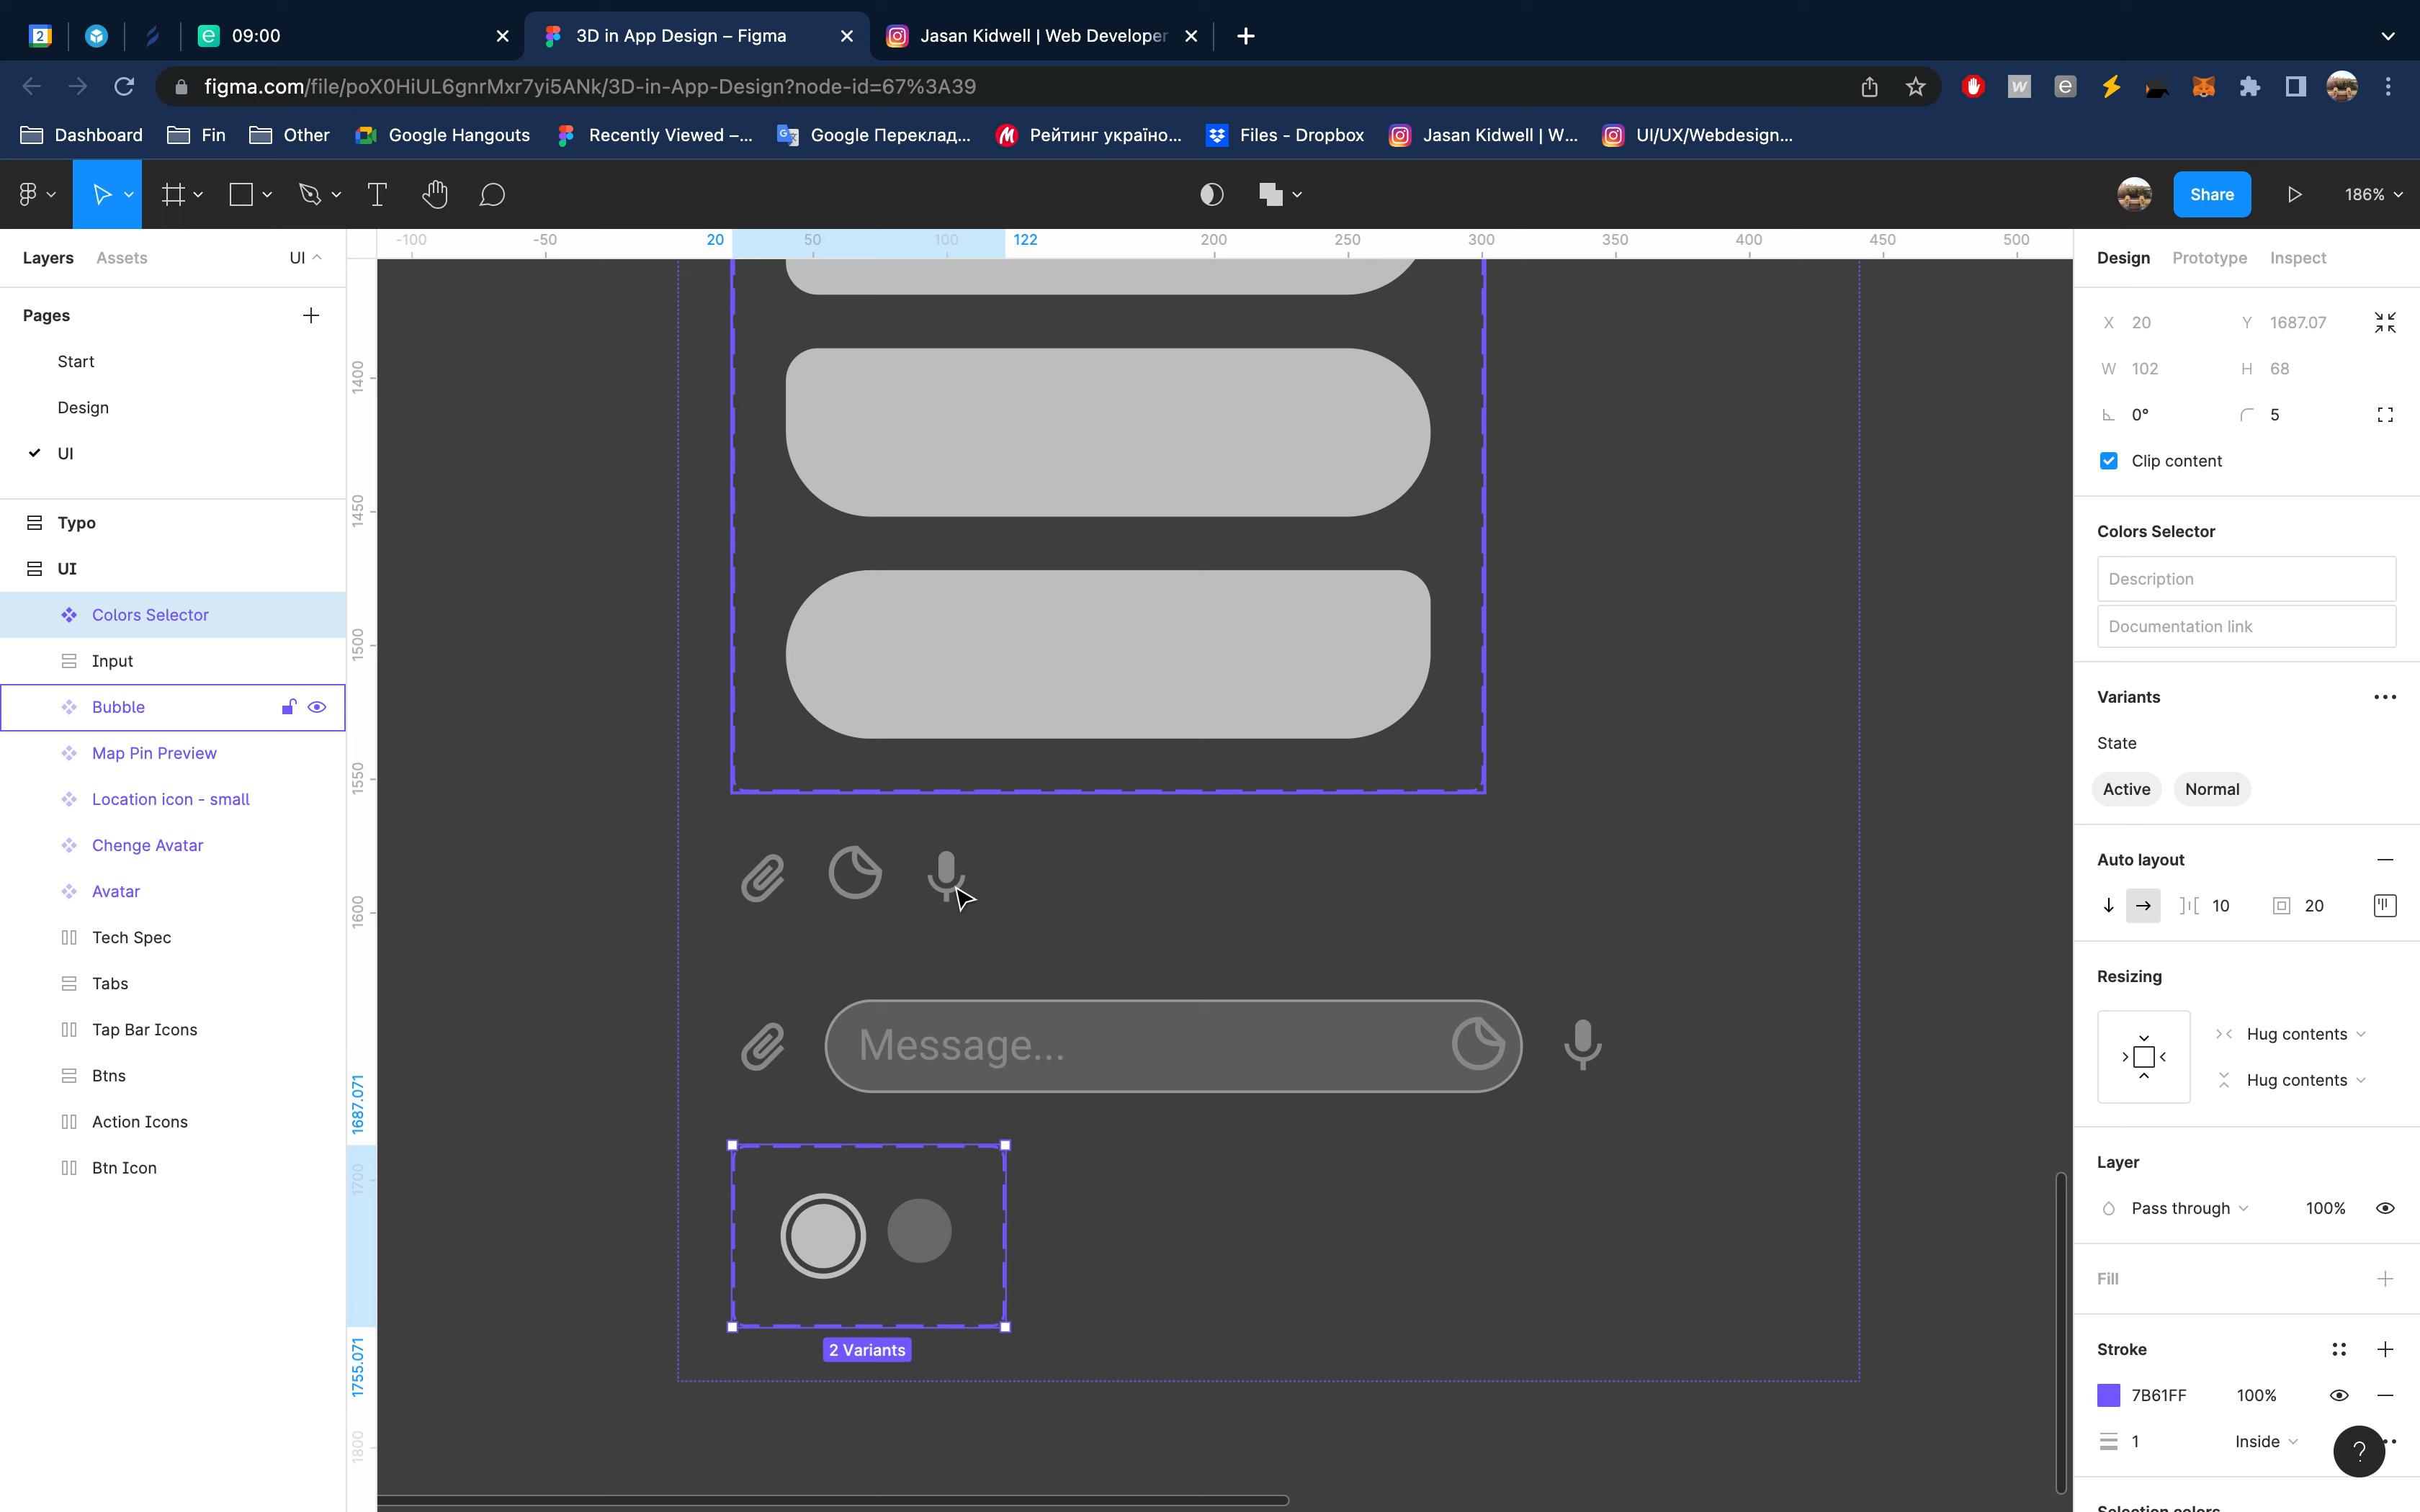 2
09:00
3D in App Design – Figma
Jasan Kidwell | Web Developer
figma.com/file/poX0HiUL6gnrMxr7yi5ANk/3D-in-App-Design?node-id=67%3A39
Dashboard
Fin
Other
Google Hangouts
Recently Viewed –...
Google Переклад...
Рейтинг україно...
Files - Dropbox
Jasan Kidwell | W...
UI/UX/Webdesign...
Share
186%
Layers
Assets
UI
Pages
Start
Design
UI
Typo
UI
Colors Selector
Input
Bubble
Map Pin Preview
Location icon - small
Chenge Avatar
Avatar
Tech Spec
Tabs
Tap Bar Icons
Btns
Action Icons
Btn Icon
-100
-50
20
50
100
122
200
250
300
350
400
450
500
1400
1450
1500
1550
1600
1687.071
1700
1755.071
1800
Message...
2 Variants
Design
Prototype
Inspect
X 20
Y 1687.07
W 102
H 68
0°
5
Clip content
Colors Selector
Description
Documentation link
Variants
State
Active
Normal
Auto layout
10
20
Resizing
Hug contents
Hug contents
Layer
Pass through
100%
Fill
Stroke
7B61FF
100%
1
Inside
?